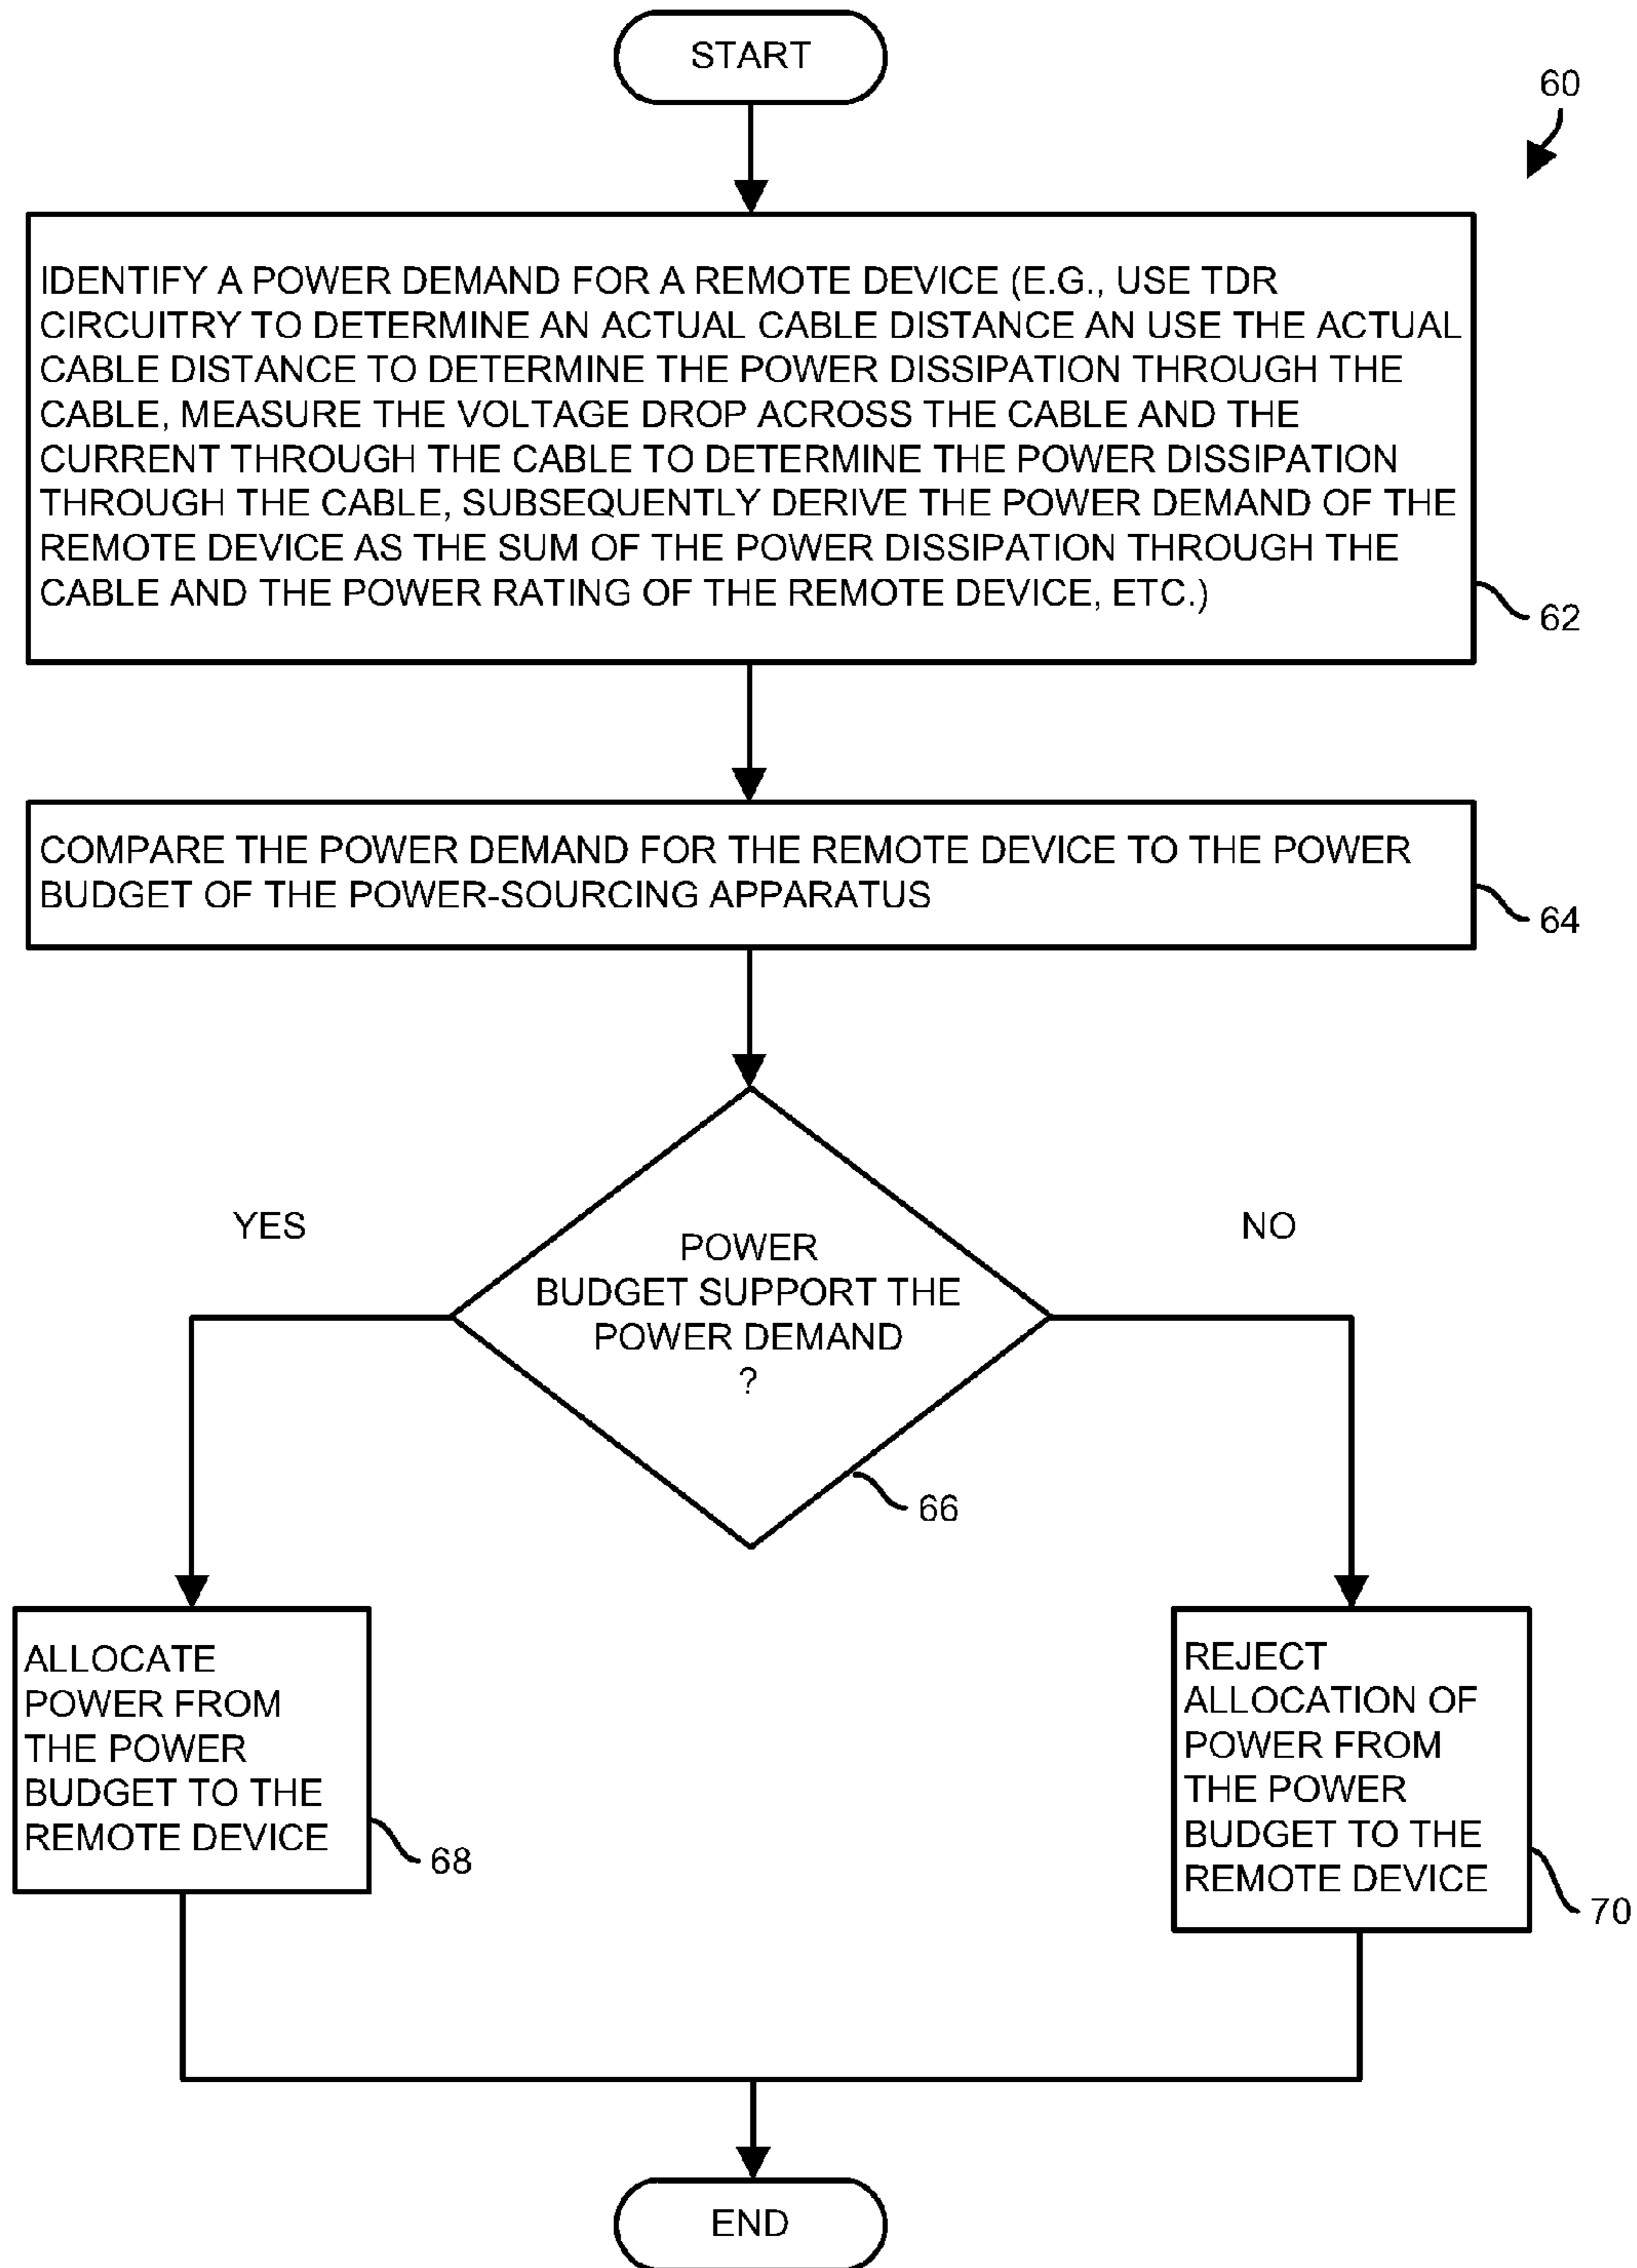 START
60
IDENTIFY A POWER DEMAND FOR A REMOTE DEVICE (E.G., USE TDR
CIRCUITRY TO DETERMINE AN ACTUAL CABLE DISTANCE AN USE THE ACTUAL
CABLE DISTANCE TO DETERMINE THE POWER DISSIPATION THROUGH THE
CABLE, MEASURE THE VOLTAGE DROP ACROSS THE CABLE AND THE
CURRENT THROUGH THE CABLE TO DETERMINE THE POWER DISSIPATION
THROUGH THE CABLE, SUBSEQUENTLY DERIVE THE POWER DEMAND OF THE
REMOTE DEVICE AS THE SUM OF THE POWER DISSIPATION THROUGH THE
CABLE AND THE POWER RATING OF THE REMOTE DEVICE, ETC.)
62
COMPARE THE POWER DEMAND FOR THE REMOTE DEVICE TO THE POWER
BUDGET OF THE POWER-SOURCING APPARATUS
64
YES
NO
POWER
BUDGET SUPPORT THE
POWER DEMAND
?
66
ALLOCATE
POWER FROM
THE POWER
BUDGET TO THE
REMOTE DEVICE
68
REJECT
ALLOCATION OF
POWER FROM
THE POWER
BUDGET TO THE
REMOTE DEVICE
70
END